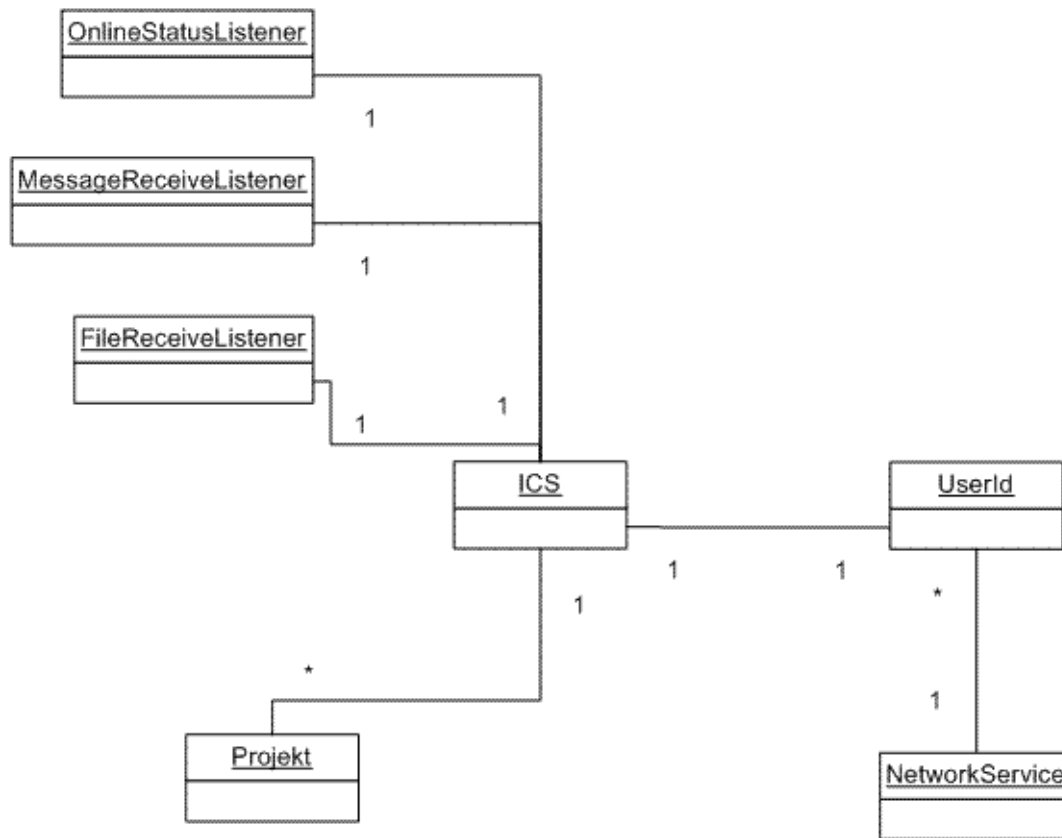 OnlineStatusListener
1
MessageReceiveListener
1
FileReceiveListener
1
1
ICS
UserId
1
1
1
*
*
1
Projekt
NetworkService